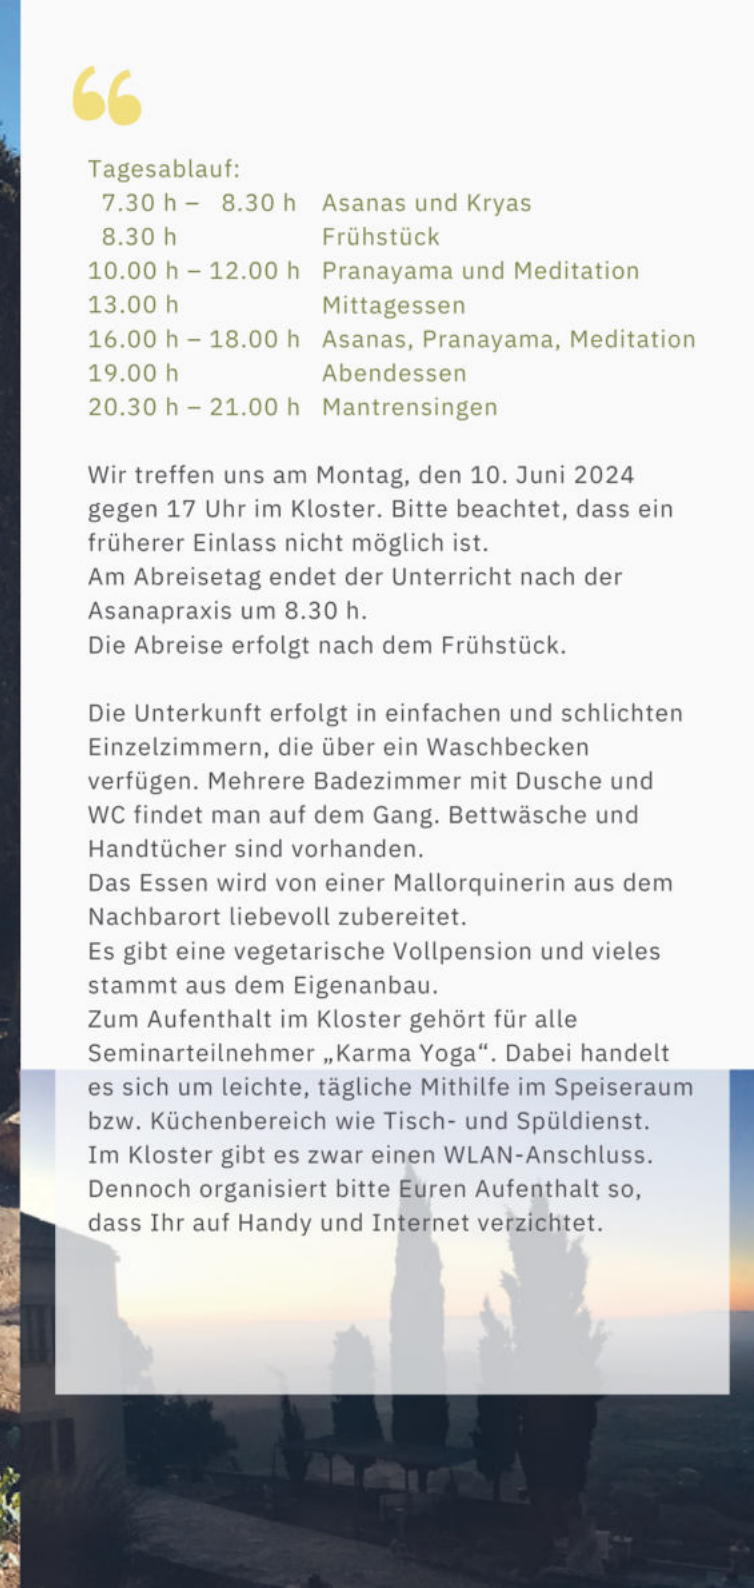 Tagesablauf:
7.30 h – 8.30 h Asanas und Kryas
8.30 h Frühstück
10.00 h – 12.00 h Pranayama und Meditation
13.00 h Mittagessen
16.00 h – 18.00 h Asanas, Pranayama, Meditation
19.00 h Abendessen
20.30 h – 21.00 h Mantrensingen
Wir treffen uns am Montag, den 10. Juni 2024
gegen 17 Uhr im Kloster. Bitte beachtet, dass ein
früherer Einlass nicht möglich ist.
Am Abreisetag endet der Unterricht nach der
Asanapraxis um 8.30 h.
Die Abreise erfolgt nach dem Frühstück.
Die Unterkunft erfolgt in einfachen und schlichten
Einzelzimmern, die über ein Waschbecken
verfügen. Mehrere Badezimmer mit Dusche und
WC findet man auf dem Gang. Bettwäsche und
Handtücher sind vorhanden.
Das Essen wird von einer Mallorquinerin aus dem
Nachbarort liebevoll zubereitet.
Es gibt eine vegetarische Vollpension und vieles
stammt aus dem Eigenanbau.
Zum Aufenthalt im Kloster gehört für alle
Seminarteilnehmer „Karma Yoga“. Dabei handelt
es sich um leichte, tägliche Mithilfe im Speiseraum
bzw. Küchenbereich wie Tisch- und Spüldienst.
Im Kloster gibt es zwar einen WLAN-Anschluss.
Dennoch organisiert bitte Euren Aufenthalt so,
dass Ihr auf Handy und Internet verzichtet.